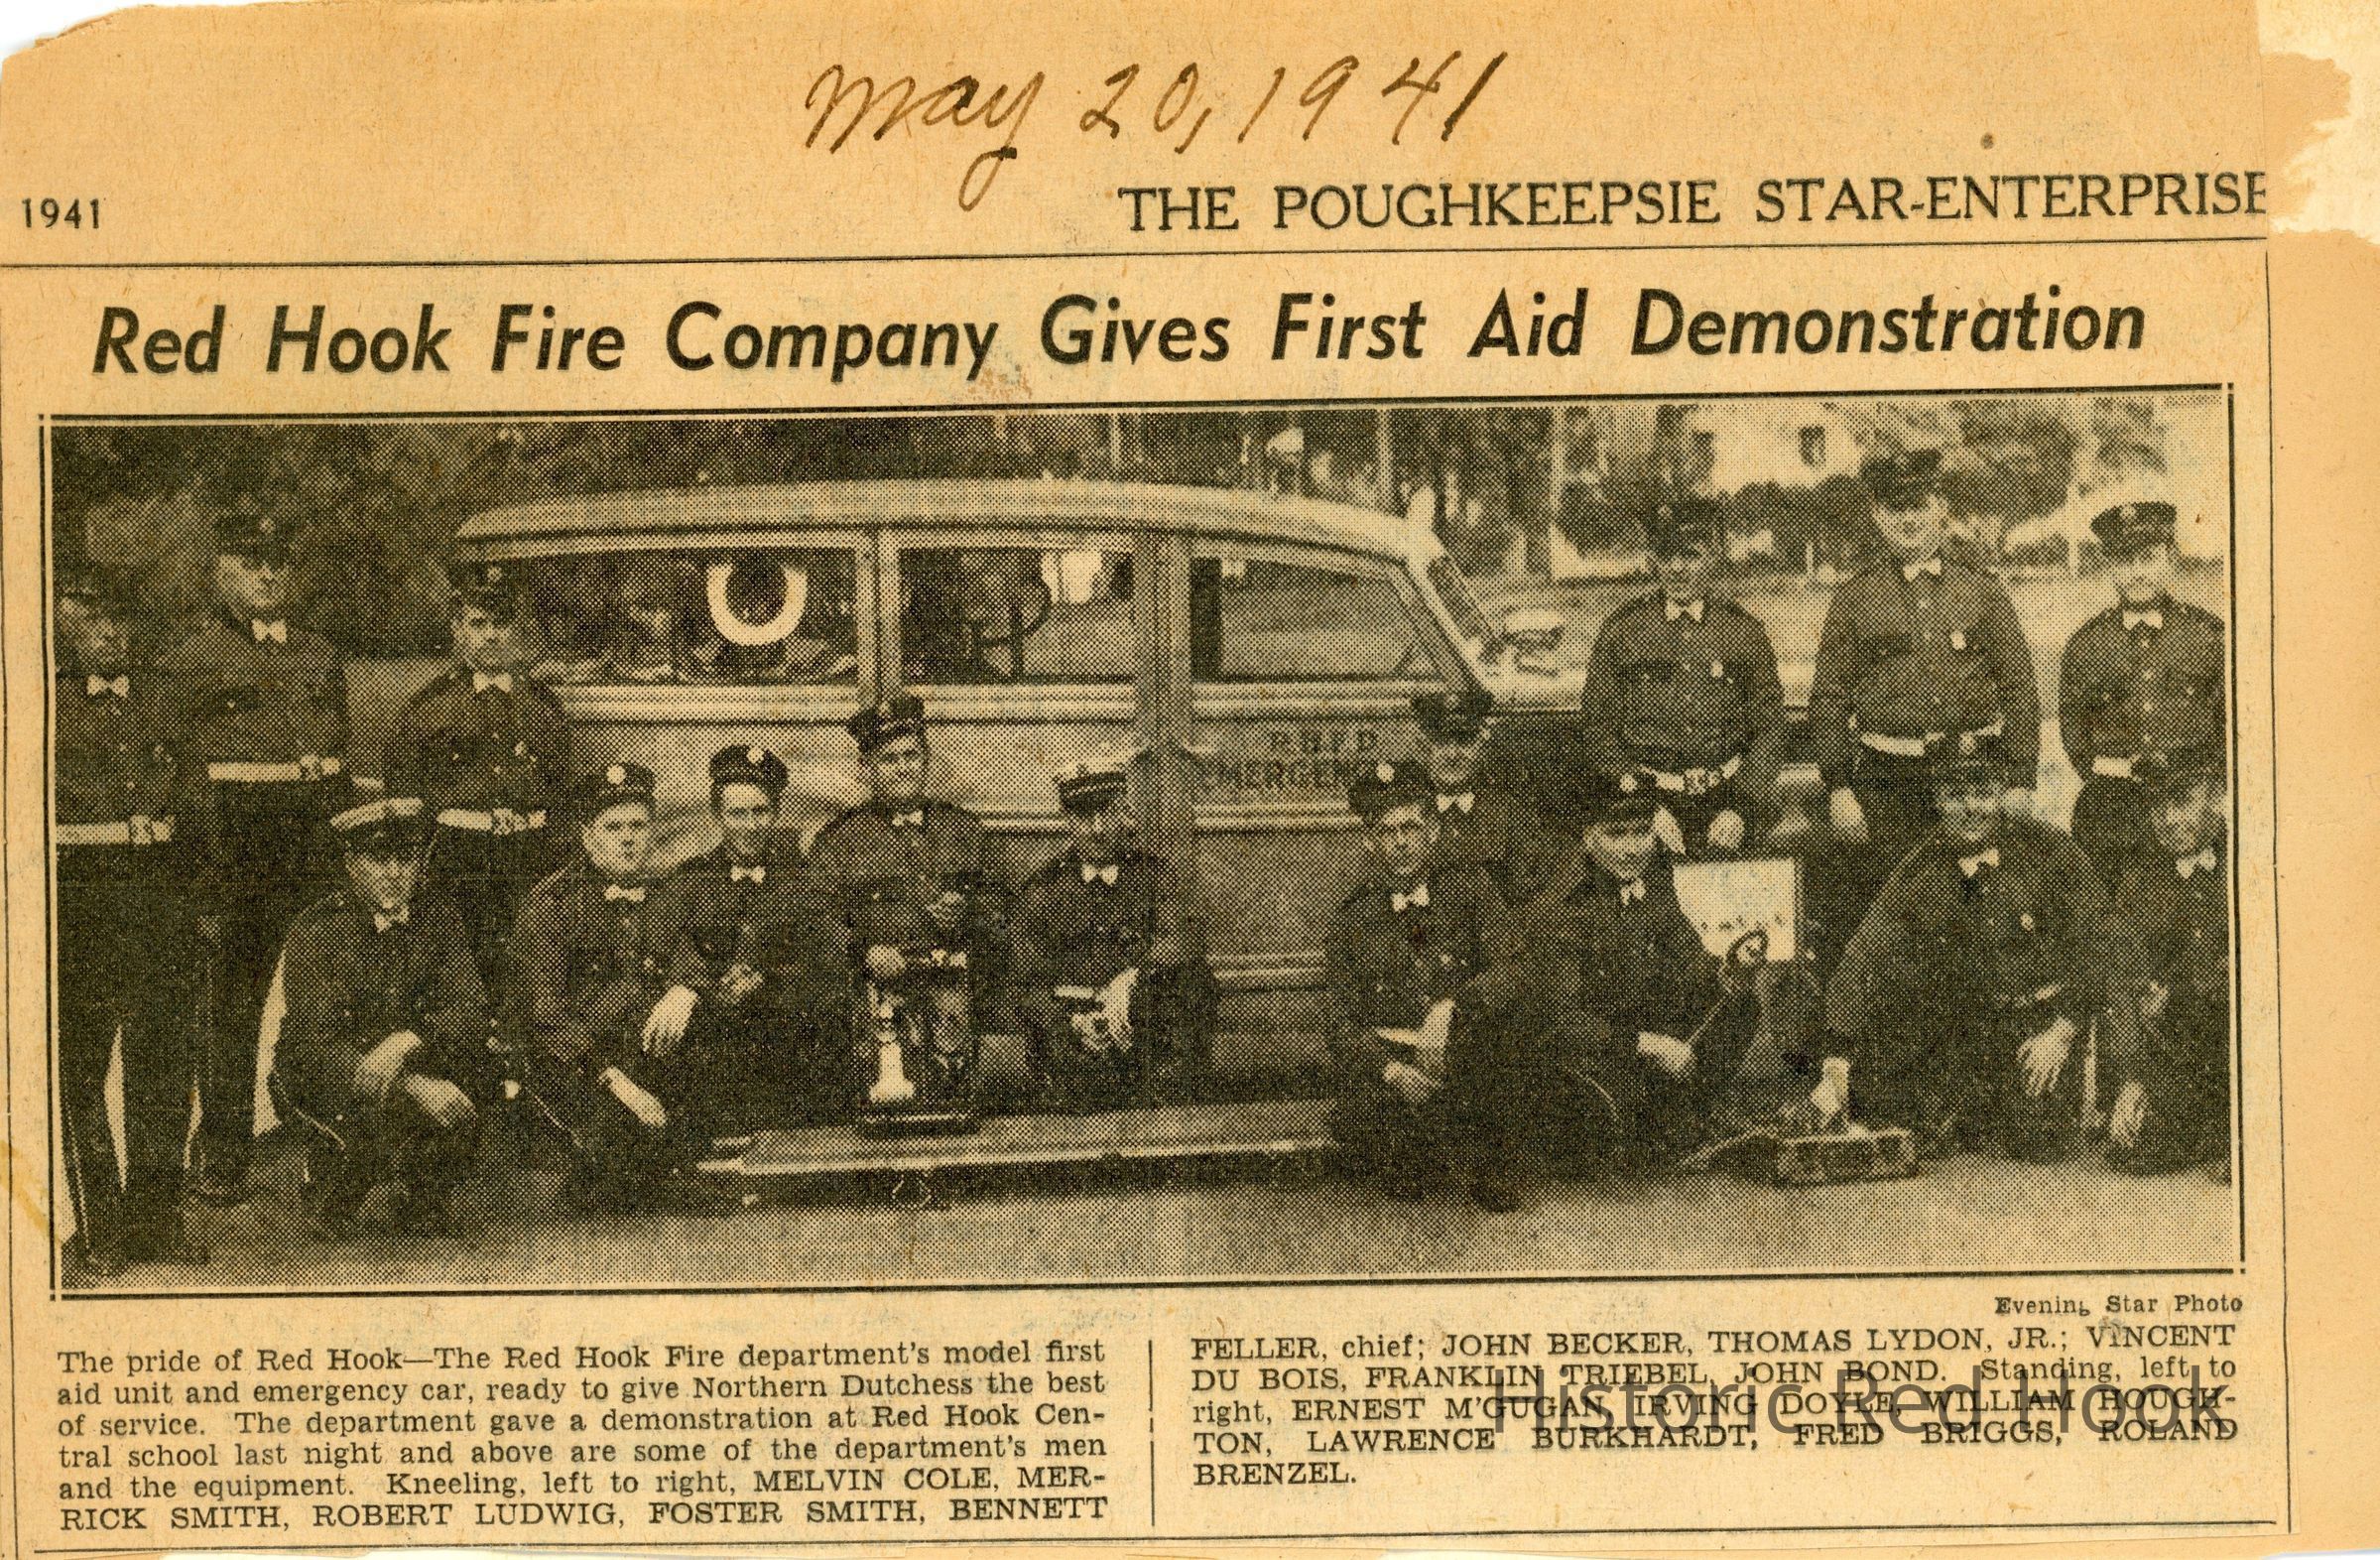 May 20, 1941
1941
THE POUGHKEEPSIE STAR-ENTERPRISE
Red Hook Fire Company Gives First Aid Demonstration
R.H.F.D
EMERGENC
Evening Star Photo
The pride of Red Hook—The Red Hook Fire department's model first
aid unit and emergency car, ready to give Northern Dutchess the best
of service. The department gave a demonstration at Red Hook Cen-
tral school last night and above are some of the department's men
and the equipment. Kneeling, left to right, MELVIN COLE, MER-
RICK SMITH, ROBERT LUDWIG, FOSTER SMITH, BENNETT
FELLER, chief; JOHN BECKER, THOMAS LYDON, JR.; VINCENT
DU BOIS, FRANKLIN TRIEBEL, JOHN BOND. Standing, left to
right, ERNEST M'GUGAN, IRVING DOYLE, WILLIAM HOUGH-
TON, LAWRENCE BURKHARDT, FRED BRIGGS, ROLAND
BRENZEL.
Historic Red Hook